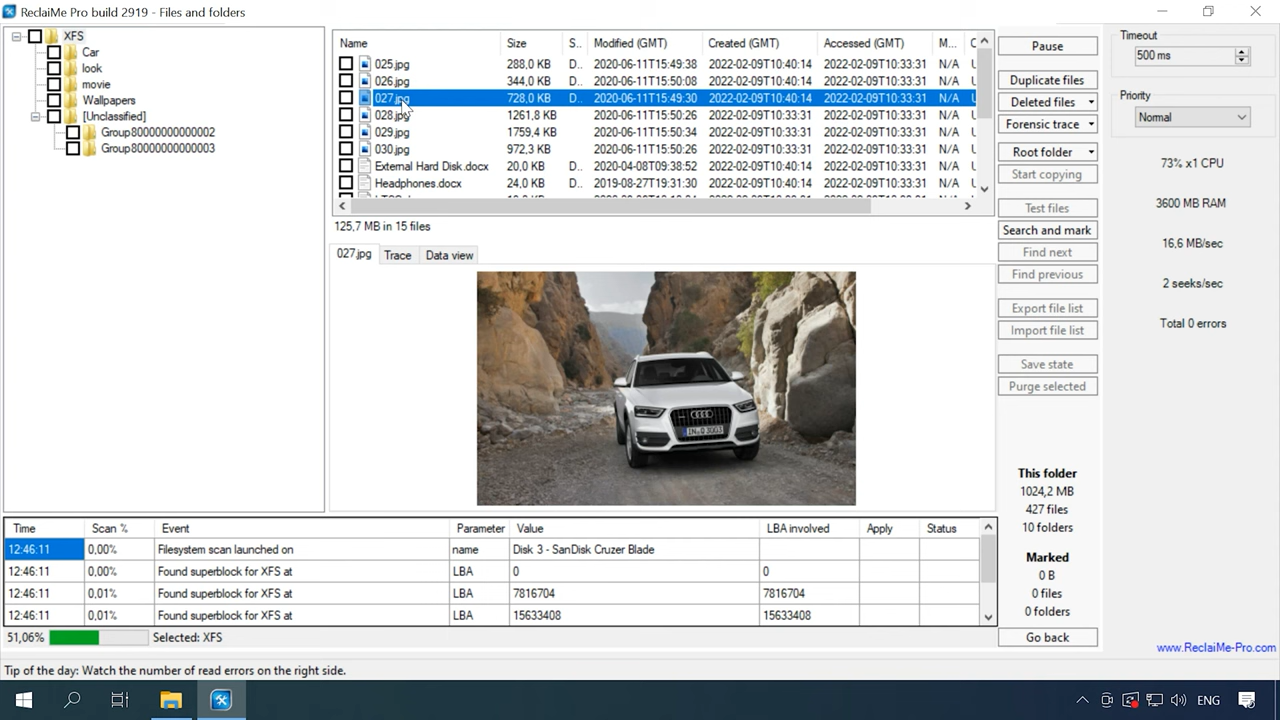 ReclaiMe Pro build 2919 - Files and folders
XFS
Car
look
movie
Wallpapers
[Unclassified]
Group80000000000002
Group80000000000003
Name Size S.. Modified (GMT) Created (GMT) Accessed (GMT) M...
025.jpg 288,0 KB D.. 2020-06-11T15:49:38 2022-02-09T10:40:14 2022-02-09T10:33:31 N/A
026.jpg 344,0 KB D.. 2020-06-11T15:50:08 2022-02-09T10:40:14 2022-02-09T10:33:31 N/A
027.jpg 728,0 KB D.. 2020-06-11T15:49:30 2022-02-09T10:40:14 2022-02-09T10:33:31 N/A
028.jpg 1261,8 KB 2020-06-11T15:50:26 2022-02-09T10:40:14 2022-02-09T10:33:31 N/A
029.jpg 1759,4 KB 2020-06-11T15:50:34 2022-02-09T10:40:14 2022-02-09T10:33:31 N/A
030.jpg 972,3 KB 2020-06-11T15:50:26 2022-02-09T10:40:14 2022-02-09T10:33:31 N/A
External Hard Disk.docx 20,0 KB D.. 2020-04-08T09:38:52 2022-02-09T10:40:14 2022-02-09T10:33:31 N/A
Headphones.docx 24,0 KB D.. 2019-08-27T19:31:30 2022-02-09T10:40:14 2022-02-09T10:33:31 N/A
125,7 MB in 15 files
027.jpg Trace Data view
IN Q 3003
Pause
Duplicate files
Deleted files
Forensic trace
Root folder
Start copying
Test files
Search and mark
Find next
Find previous
Export file list
Import file list
Save state
Purge selected
This folder
1024,2 MB
427 files
10 folders
Marked
0 B
0 files
0 folders
Go back
Timeout
500 ms
Priority
Normal
73% x1 CPU
3600 MB RAM
16,6 MB/sec
2 seeks/sec
Total 0 errors
www.ReclaiMe-Pro.com
Time Scan % Event Parameter Value LBA involved Apply Status
12:46:11 0,00% Filesystem scan launched on name Disk 3 - SanDisk Cruzer Blade
12:46:11 0,00% Found superblock for XFS at LBA 0 0
12:46:11 0,01% Found superblock for XFS at LBA 7816704 7816704
12:46:11 0,01% Found superblock for XFS at LBA 15633408 15633408
51,06% Selected: XFS
Tip of the day: Watch the number of read errors on the right side.
ENG